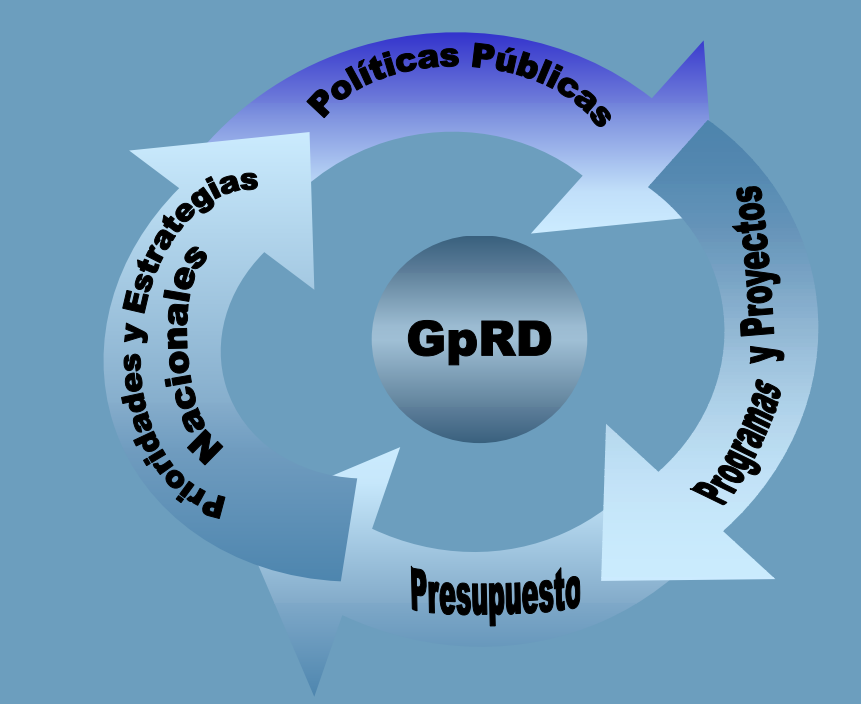 Políticas Públicas
Programas y Proyectos
Presupuesto
Prioridades y Estrategias
Nacionales
GpRD